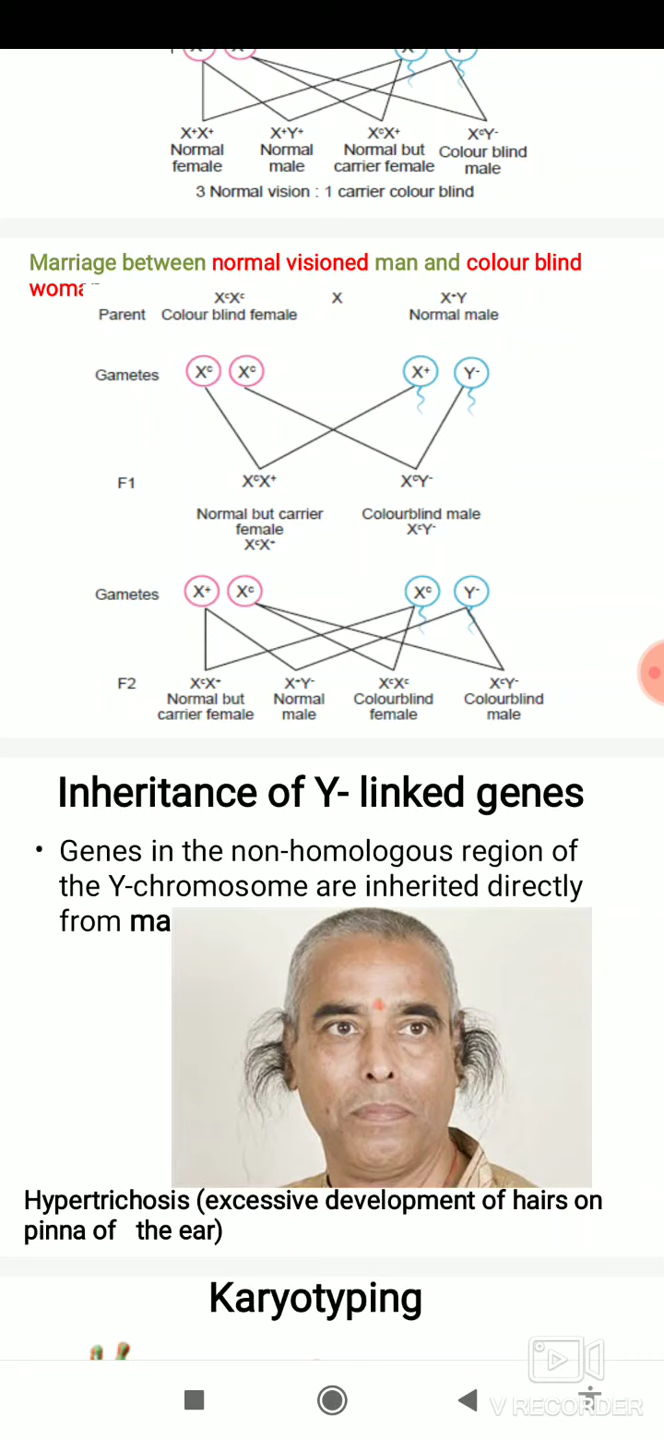 X⁺X⁺ X⁺Y⁺ XᶜX⁺ XᶜY⁻
Normal Normal Normal but Colour blind
female male carrier female male
3 Normal vision : 1 carrier colour blind
Marriage between normal visioned man and colour blind
XᶜXᶜ X X⁺Y
Parent Colour blind female Normal male
Gametes Xᶜ Xᶜ X⁺ Y⁻
F1 XᶜX⁺ XᶜY⁻
Normal but carrier Colourblind male
female XᶜY⁻
XᶜX⁺
Gametes X⁺ Xᶜ Xᶜ Y⁻
F2 XᶜX⁺ X⁺Y⁻ XᶜXᶜ XᶜY⁻
Normal but Normal Colourblind Colourblind
carrier female male female male
Inheritance of Y- linked genes
• Genes in the non-homologous region of
the Y-chromosome are inherited directly
from ma
Hypertrichosis (excessive development of hairs on
pinna of the ear)
Karyotyping
V RECORDER